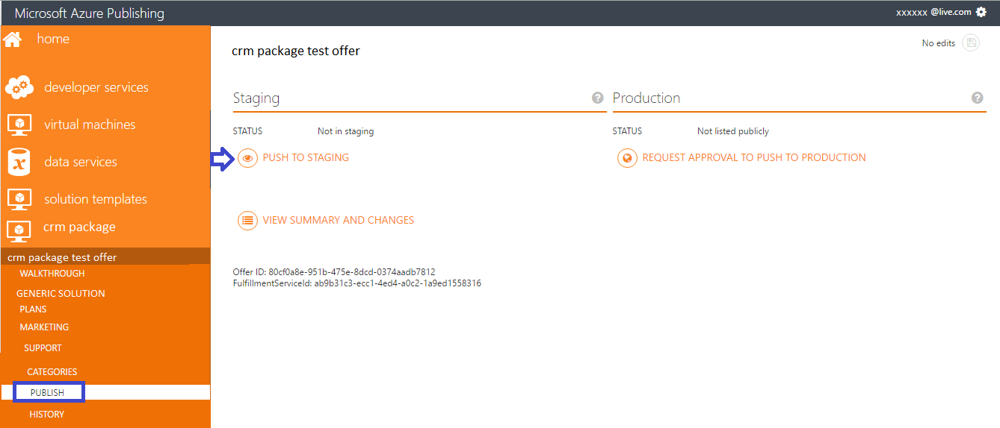 Microsoft Azure Publishing
xxxxxx @live.com
home
developer services
virtual machines
data services
solution templates
crm package
crm package test offer
WALKTHROUGH
GENERIC SOLUTION
PLANS
MARKETING
SUPPORT
CATEGORIES
PUBLISH
HISTORY
crm package test offer
No edits
Staging ?
STATUS Not in staging
PUSH TO STAGING
VIEW SUMMARY AND CHANGES
Offer ID: 80cf0a8e-951b-475e-8dcd-0374aadb7812
FulfillmentServiceId: ab9b31c3-ecc1-4ed4-a0c2-1a9ed1558316
Production ?
STATUS Not listed publicly
REQUEST APPROVAL TO PUSH TO PRODUCTION